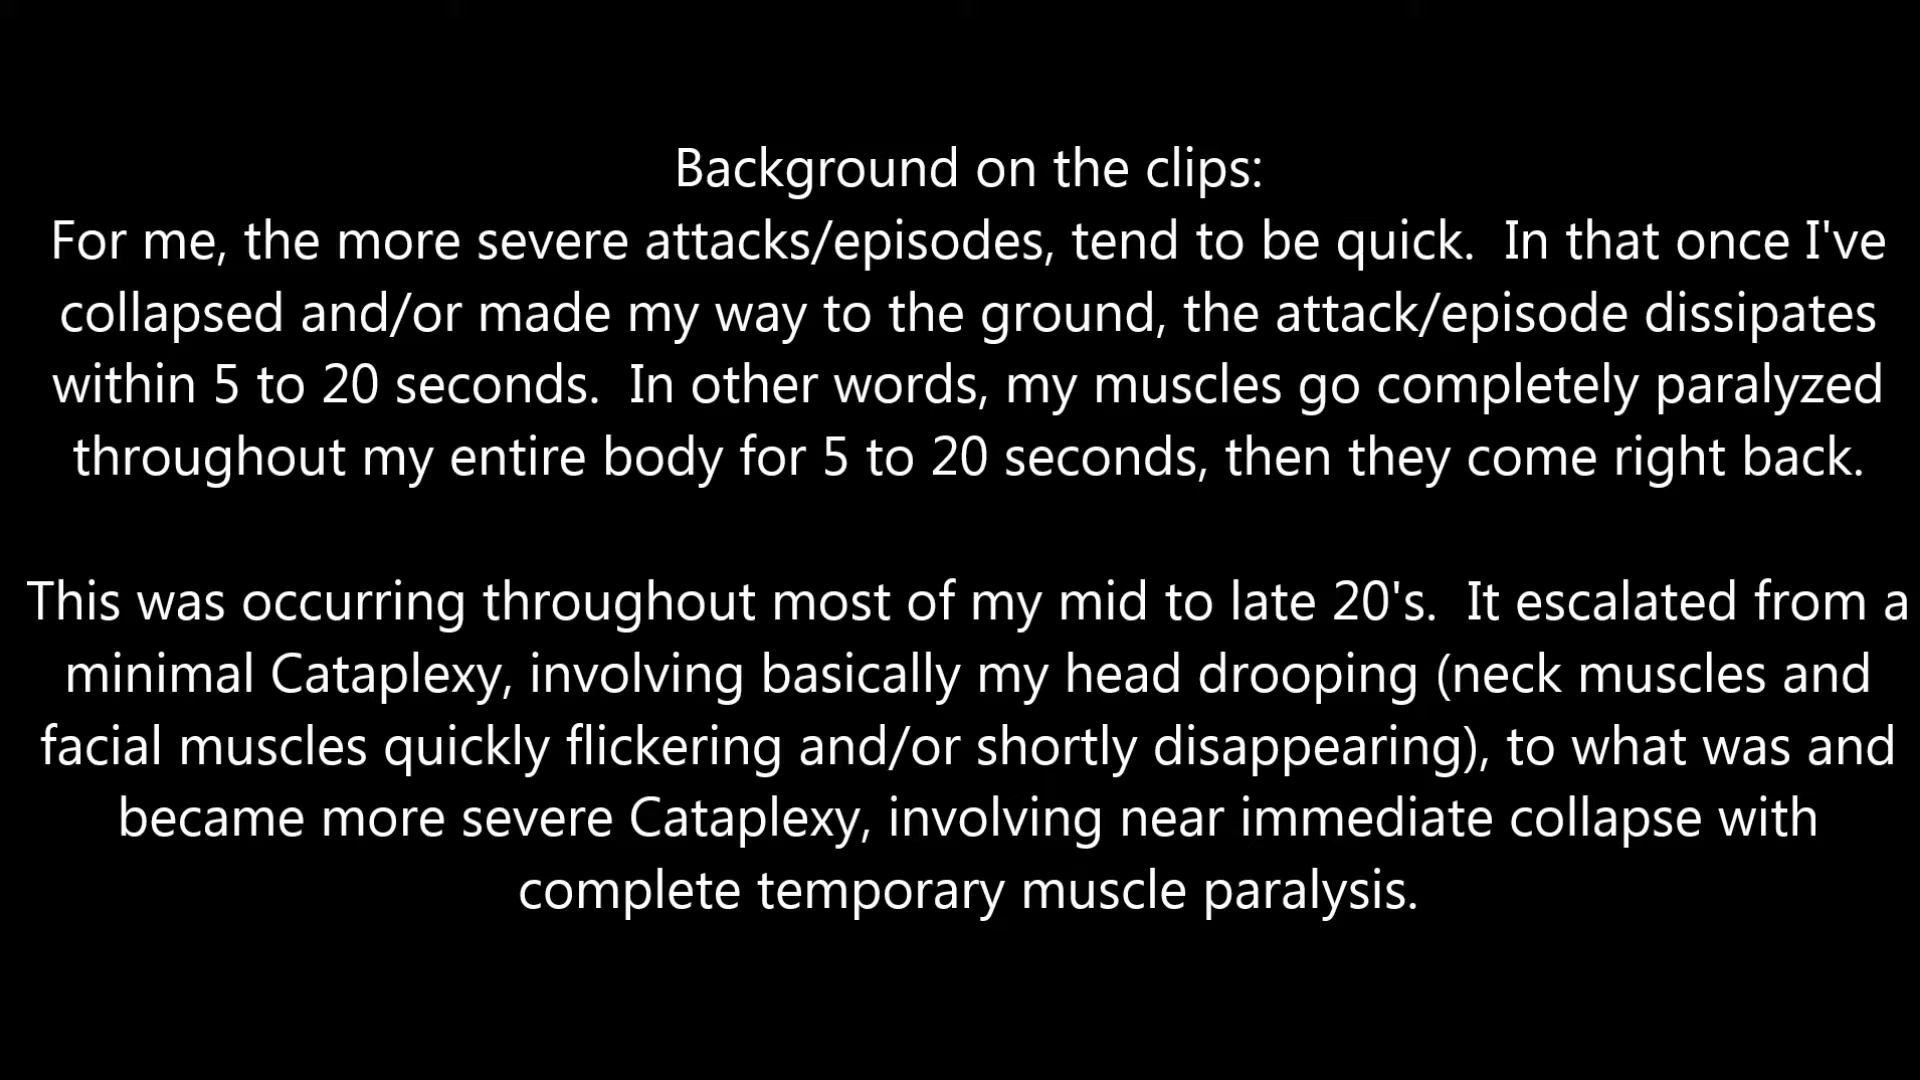 Background on the clips:
For me, the more severe attacks/episodes, tend to be quick.  In that once I've
collapsed and/or made my way to the ground, the attack/episode dissipates
within 5 to 20 seconds.  In other words, my muscles go completely paralyzed
throughout my entire body for 5 to 20 seconds, then they come right back.
This was occurring throughout most of my mid to late 20's.  It escalated from a
minimal Cataplexy, involving basically my head drooping (neck muscles and
facial muscles quickly flickering and/or shortly disappearing), to what was and
became more severe Cataplexy, involving near immediate collapse with
complete temporary muscle paralysis.